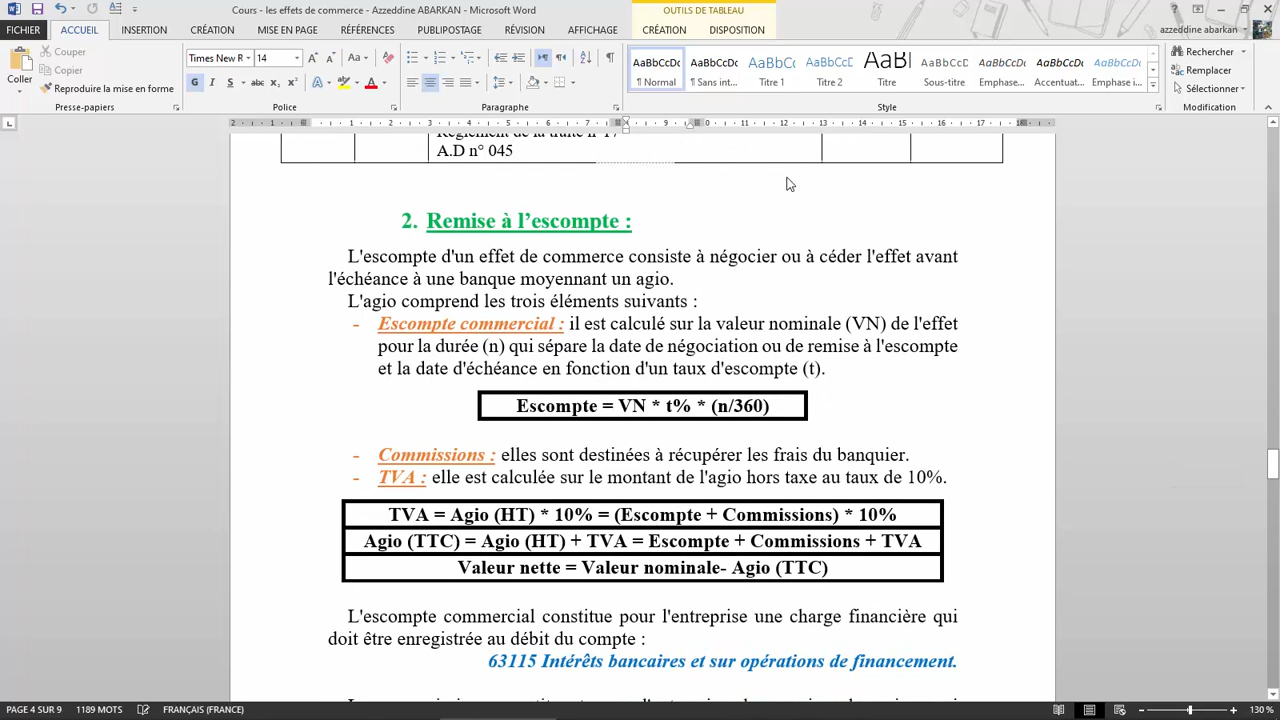 Cours - les effets de commerce - Azzeddine ABARKAN - Microsoft Word
OUTILS DE TABLEAU
FICHIER ACCUEIL INSERTION CRÉATION MISE EN PAGE RÉFÉRENCES PUBLIPOSTAGE RÉVISION AFFICHAGE CRÉATION DISPOSITION azzeddine abarkan
Couper
Copier
Reproduire la mise en forme
Coller
Presse-papiers
Times New R 14
G I S abc
Police
Paragraphe
AaBbCcDc AaBbCcDc AaBbCc AaBbCc AaBl AaBbCcC AaBbCcDc AaBbCcDc AaBbCcDc
¶ Normal ¶ Sans int... Titre 1 Titre 2 Titre Sous-titre Emphase... Accentuat... Emphase i...
Style
Rechercher
Remplacer
Sélectionner
Modification
Règlement de la traite n°17
A.D n° 045
2. Remise à l'escompte :
L'escompte d'un effet de commerce consiste à négocier ou à céder l'effet avant
l'échéance à une banque moyennant un agio.
L'agio comprend les trois éléments suivants :
- Escompte commercial : il est calculé sur la valeur nominale (VN) de l'effet
pour la durée (n) qui sépare la date de négociation ou de remise à l'escompte
et la date d'échéance en fonction d'un taux d'escompte (t).
Escompte = VN * t% * (n/360)
- Commissions : elles sont destinées à récupérer les frais du banquier.
- TVA : elle est calculée sur le montant de l'agio hors taxe au taux de 10%.
TVA = Agio (HT) * 10% = (Escompte + Commissions) * 10%
Agio (TTC) = Agio (HT) + TVA = Escompte + Commissions + TVA
Valeur nette = Valeur nominale- Agio (TTC)
L'escompte commercial constitue pour l'entreprise une charge financière qui
doit être enregistrée au débit du compte :
63115 Intérêts bancaires et sur opérations de financement.
PAGE 4 SUR 9 1189 MOTS FRANÇAIS (FRANCE) 130 %